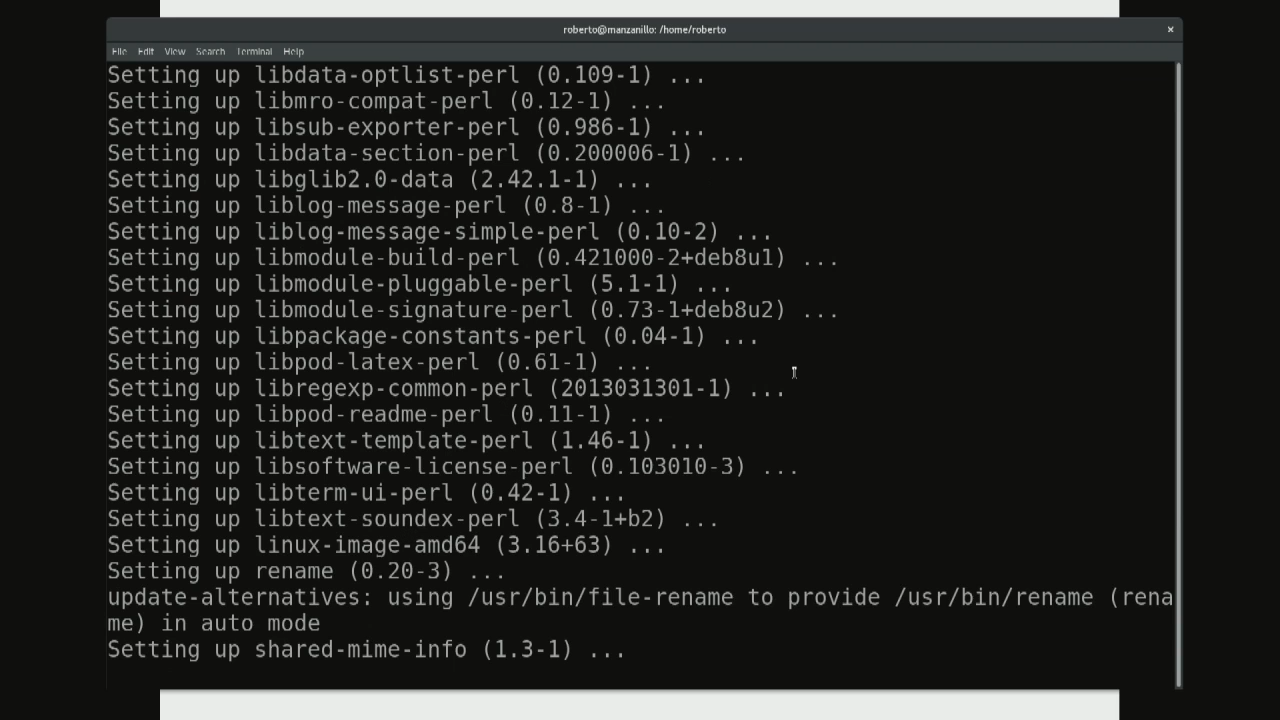 roberto@manzanillo: /home/roberto
×
File Edit View Search Terminal Help
Setting up libdata-optlist-perl (0.109-1) ...
Setting up libmro-compat-perl (0.12-1) ...
Setting up libsub-exporter-perl (0.986-1) ...
Setting up libdata-section-perl (0.200006-1) ...
Setting up libglib2.0-data (2.42.1-1) ...
Setting up liblog-message-perl (0.8-1) ...
Setting up liblog-message-simple-perl (0.10-2) ...
Setting up libmodule-build-perl (0.421000-2+deb8u1) ...
Setting up libmodule-pluggable-perl (5.1-1) ...
Setting up libmodule-signature-perl (0.73-1+deb8u2) ...
Setting up libpackage-constants-perl (0.04-1) ...
Setting up libpod-latex-perl (0.61-1) ...
Setting up libregexp-common-perl (2013031301-1) ...
Setting up libpod-readme-perl (0.11-1) ...
Setting up libtext-template-perl (1.46-1) ...
Setting up libsoftware-license-perl (0.103010-3) ...
Setting up libterm-ui-perl (0.42-1) ...
Setting up libtext-soundex-perl (3.4-1+b2) ...
Setting up linux-image-amd64 (3.16+63) ...
Setting up rename (0.20-3) ...
update-alternatives: using /usr/bin/file-rename to provide /usr/bin/rename (rena
me) in auto mode
Setting up shared-mime-info (1.3-1) ...